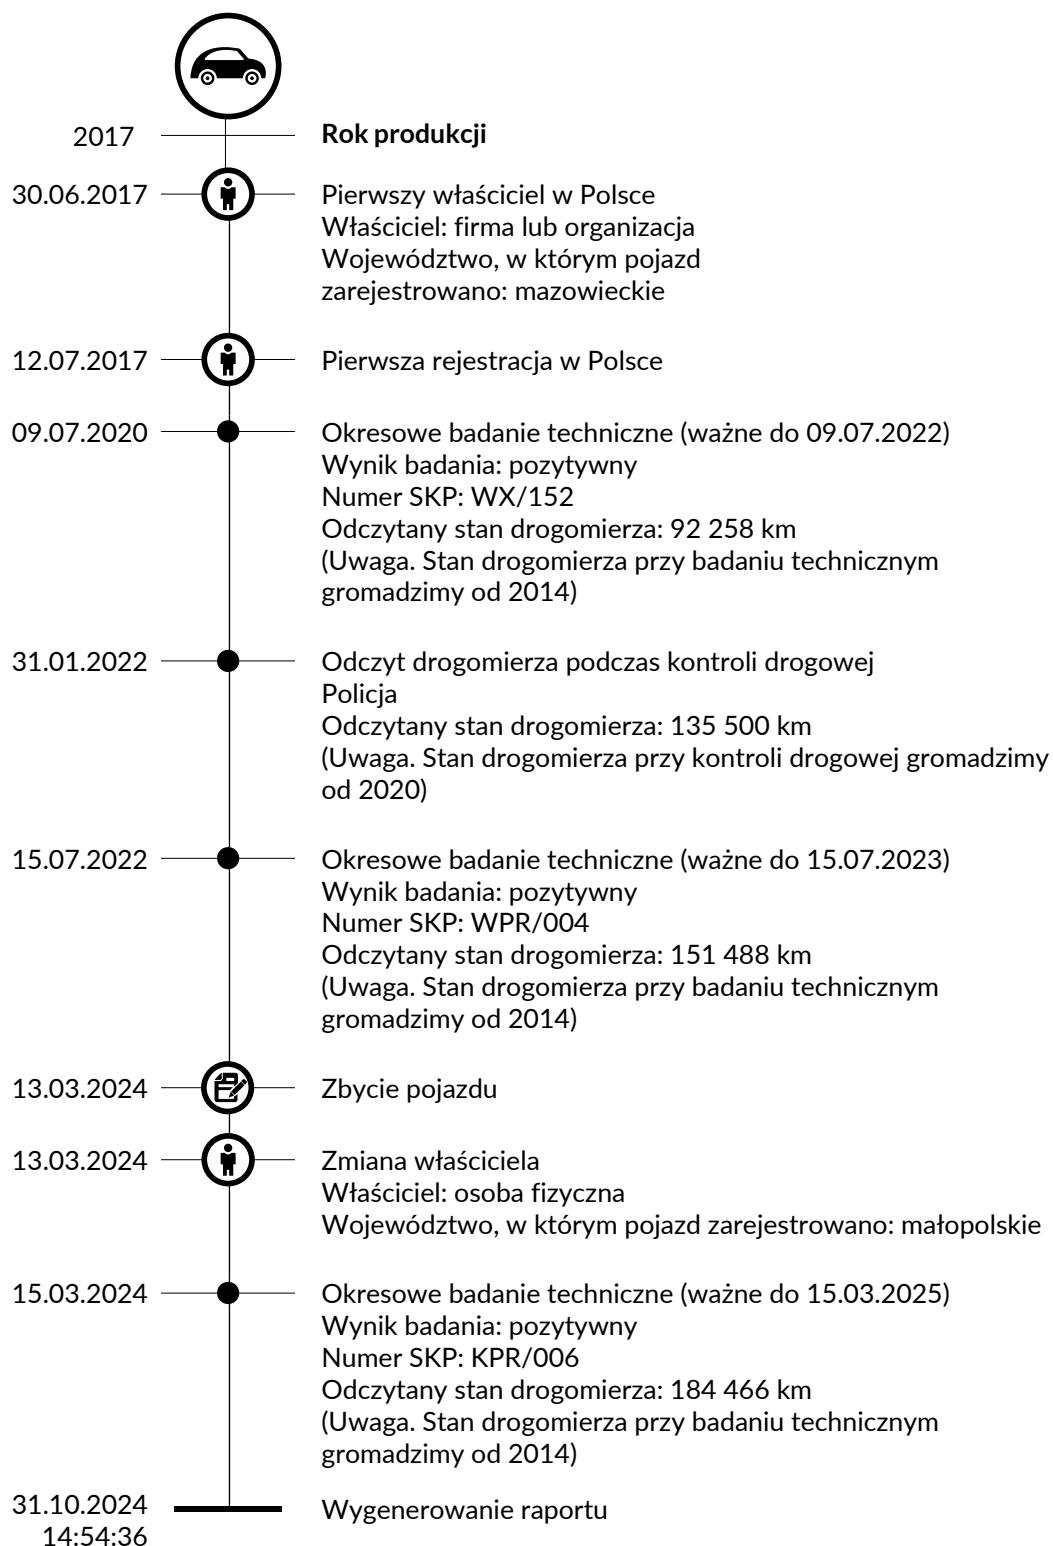 2017 Rok produkcji
30.06.2017 Pierwszy właściciel w Polsce
Właściciel: firma lub organizacja
Województwo, w którym pojazd
zarejestrowano: mazowieckie
12.07.2017 Pierwsza rejestracja w Polsce
09.07.2020 Okresowe badanie techniczne (ważne do 09.07.2022)
Wynik badania: pozytywny
Numer SKP: WX/152
Odczytany stan drogomierza: 92 258 km
(Uwaga. Stan drogomierza przy badaniu technicznym
gromadzimy od 2014)
31.01.2022 Odczyt drogomierza podczas kontroli drogowej
Policja
Odczytany stan drogomierza: 135 500 km
(Uwaga. Stan drogomierza przy kontroli drogowej gromadzimy
od 2020)
15.07.2022 Okresowe badanie techniczne (ważne do 15.07.2023)
Wynik badania: pozytywny
Numer SKP: WPR/004
Odczytany stan drogomierza: 151 488 km
(Uwaga. Stan drogomierza przy badaniu technicznym
gromadzimy od 2014)
13.03.2024 Zbycie pojazdu
13.03.2024 Zmiana właściciela
Właściciel: osoba fizyczna
Województwo, w którym pojazd zarejestrowano: małopolskie
15.03.2024 Okresowe badanie techniczne (ważne do 15.03.2025)
Wynik badania: pozytywny
Numer SKP: KPR/006
Odczytany stan drogomierza: 184 466 km
(Uwaga. Stan drogomierza przy badaniu technicznym
gromadzimy od 2014)
31.10.2024 Wygenerowanie raportu
14:54:36